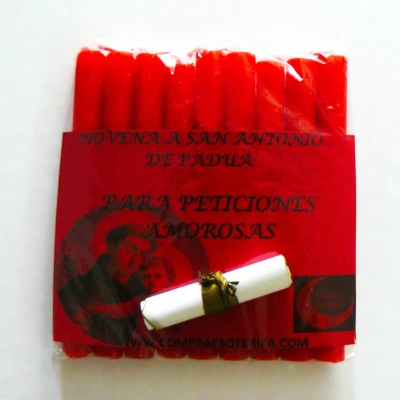 NOVENA A SAN ANTONIO
DE PADUA
PARA PETICIONES
AMOROSAS
WWW.COMPRAESOTERICA.COM